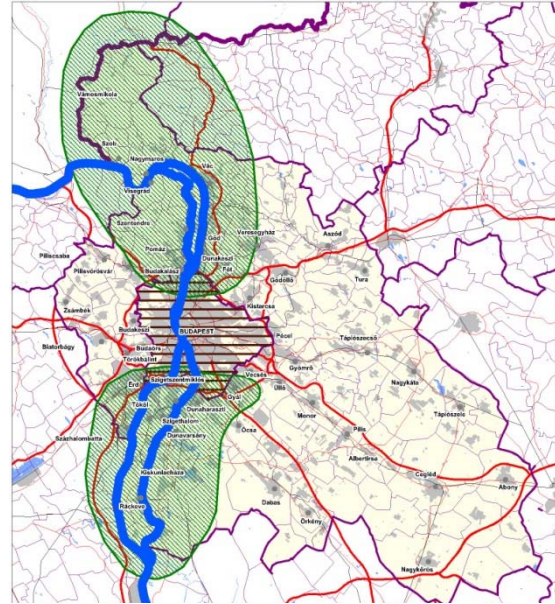 Vámosmikola
Szob
Nagymaros
Vác
Visegrád
Szentendre
Göd
Veresegyház
Aszód
Pomáz
Dunakeszi
Piliscsaba
Budakalász
Fót
Pilisvörösvár
Gödöllő
Tura
Kistarcsa
Zsámbék
Budakeszi
BUDAPEST
Pécel
Tápiószecső
Biatorbágy
Budaörs
Törökbálint
Gyömrő
Vecsés
Szigetszentmiklós
Érd
Üllő
Nagykáta
Gyál
Tököl
Dunaharaszti
Monor
Tápiószele
Szigethalom
Ócsa
Pilis
Százhalombatta
Dunavarsány
Albertirsa
Kiskunlacháza
Cegléd
Abony
Ráckeve
Dabas
Örkény
Nagykőrös